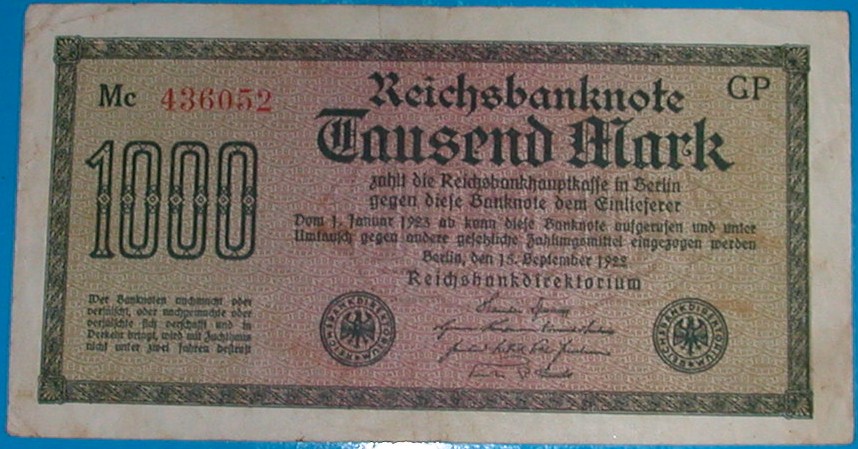 Mc 436052
GP
Reichsbanknote
Tausend Mark
1000
zahlt die Reichsbankhauptkasse in Berlin
gegen diese Banknote dem Einlieferer
Vom 1. Januar 1923 ab kann diese Banknote aufgerufen und unter
Umtausch gegen andere gesetzliche Zahlungsmittel eingezogen werden
Berlin, den 15. September 1922
Reichsbankdirektorium
Wer Banknoten nachmacht oder
verfälscht, oder nachgemachte oder
verfälschte sich verschafft und in
Verkehr bringt, wird mit Zuchthaus
nicht unter zwei Jahren bestraft
REICHSBANKDIREKTORIUM
REICHSBANKDIREKTORIUM